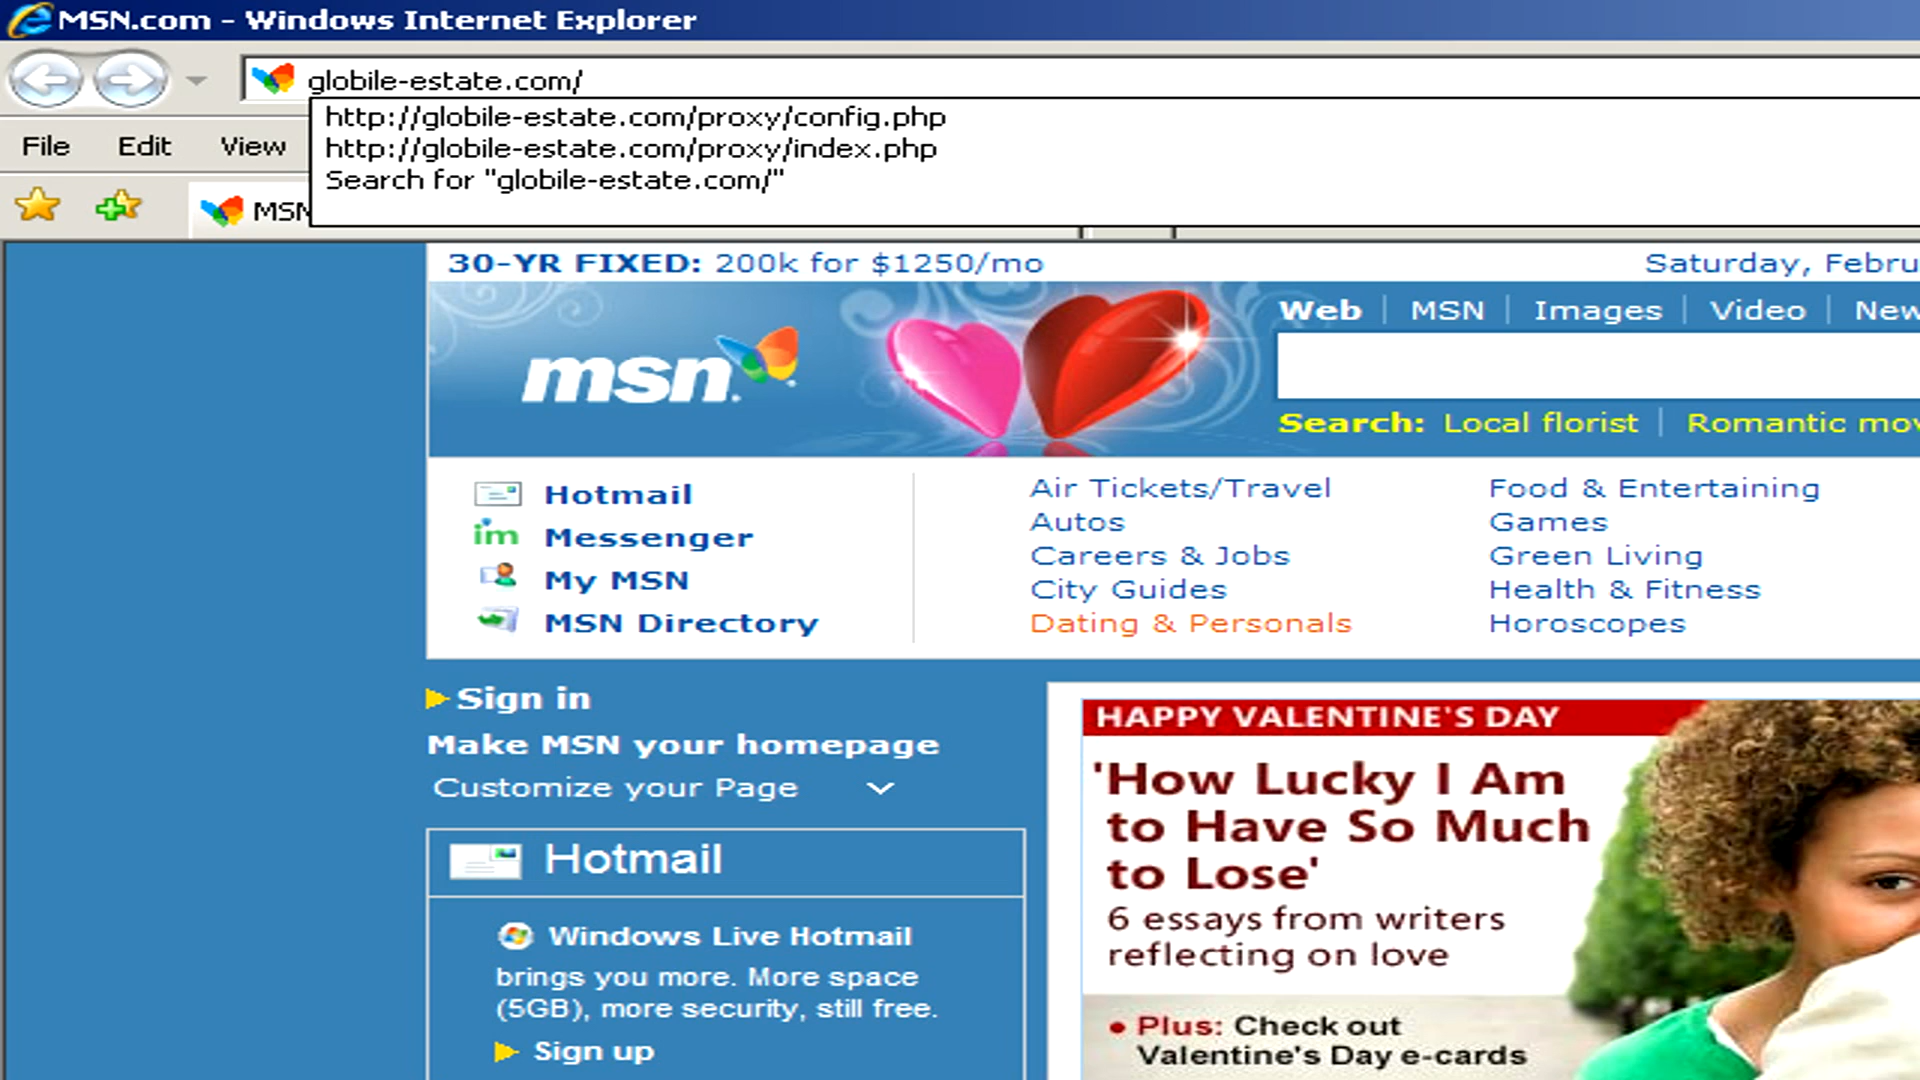 MSN.com - Windows Internet Explorer
globile-estate.com/
http://globile-estate.com/proxy/config.php
http://globile-estate.com/proxy/index.php
Search for "globile-estate.com/"
File Edit View
MSN
30-YR FIXED: 200k for $1250/mo
Saturday, Febru
msn
Web | MSN | Images | Video | New
Search: Local florist | Romantic mov
Hotmail
im Messenger
My MSN
MSN Directory
Air Tickets/Travel
Autos
Careers & Jobs
City Guides
Dating & Personals
Food & Entertaining
Games
Green Living
Health & Fitness
Horoscopes
Sign in
Make MSN your homepage
Customize your Page
Hotmail
Windows Live Hotmail
brings you more. More space
(5GB), more security, still free.
Sign up
HAPPY VALENTINE'S DAY
'How Lucky I Am
to Have So Much
to Lose'
6 essays from writers
reflecting on love
• Plus: Check out
Valentine's Day e-cards